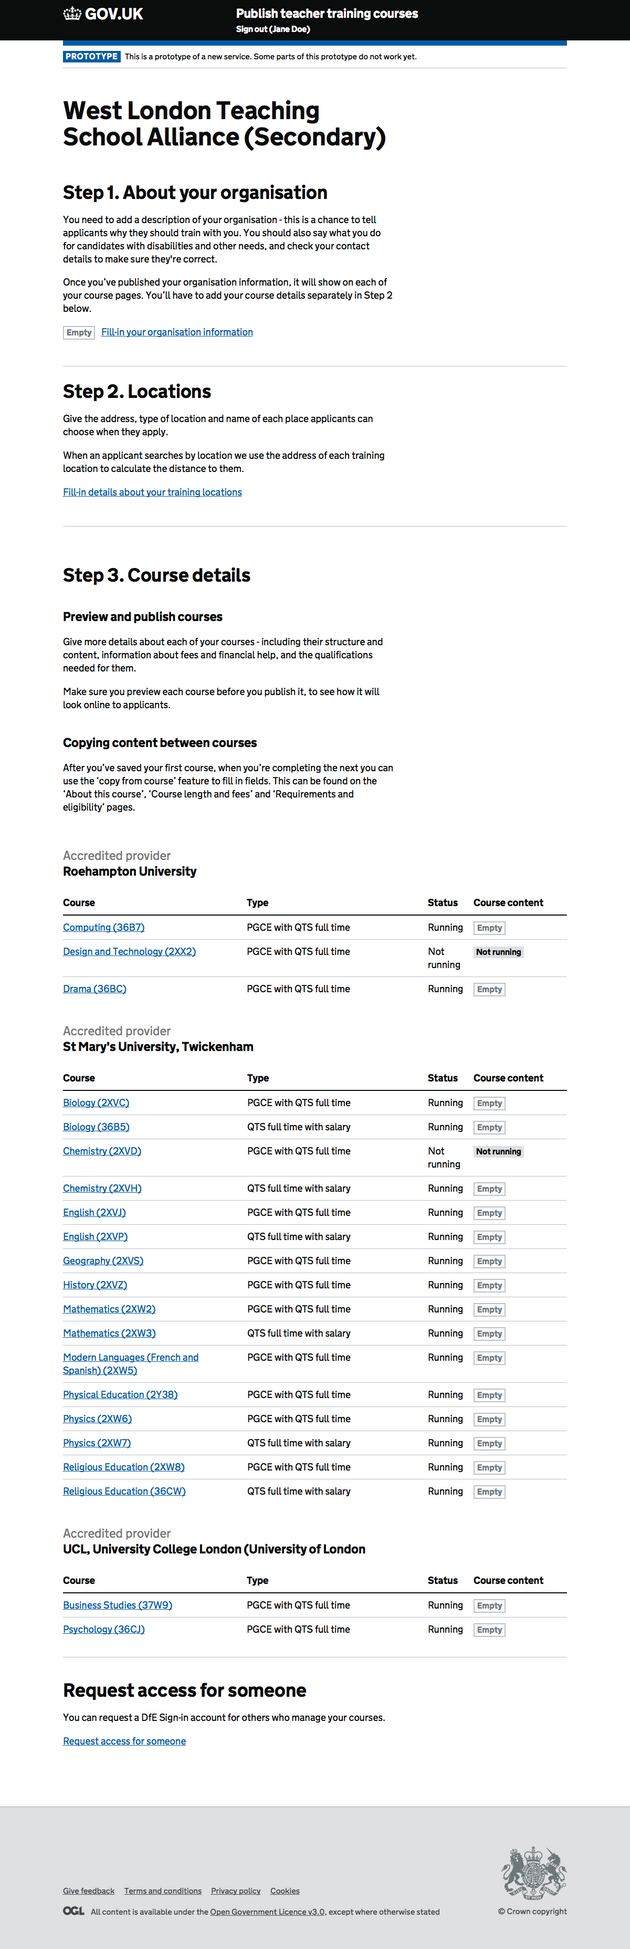 GOV.UK
Publish teacher training courses
Sign out (Jane Doe)
PROTOTYPE This is a prototype of a new service. Some parts of this prototype do not work yet.
West London Teaching
School Alliance (Secondary)
Step 1. About your organisation
You need to add a description of your organisation - this is a chance to tell
applicants why they should train with you. You should also say what you do
for candidates with disabilities and other needs, and check your contact
details to make sure they're correct.
Once you've published your organisation information, it will show on each of
your course pages. You'll have to add your course details separately in Step 2
below.
Empty Fill-in your organisation information
Step 2. Locations
Give the address, type of location and name of each place applicants can
choose when they apply.
When an applicant searches by location we use the address of each training
location to calculate the distance to them.
Fill-in details about your training locations
Step 3. Course details
Preview and publish courses
Give more details about each of your courses - including their structure and
content, information about fees and financial help, and the qualifications
needed for them.
Make sure you preview each course before you publish it, to see how it will
look online to applicants.
Copying content between courses
After you've saved your first course, when you're completing the next you can
use the 'copy from course' feature to fill in fields. This can be found on the
'About this course', 'Course length and fees' and 'Requirements and
eligibility' pages.
Accredited provider
Roehampton University
Course Type Status Course content
Computing (36B7) PGCE with QTS full time Running Empty
Design and Technology (2XX2) PGCE with QTS full time Not Not running
running
Drama (36BC) PGCE with QTS full time Running Empty
Accredited provider
St Mary's University, Twickenham
Course Type Status Course content
Biology (2XVC) PGCE with QTS full time Running Empty
Biology (36B5) QTS full time with salary Running Empty
Chemistry (2XVD) PGCE with QTS full time Not Not running
running
Chemistry (2XVH) QTS full time with salary Running Empty
English (2XVJ) PGCE with QTS full time Running Empty
English (2XVP) QTS full time with salary Running Empty
Geography (2XVS) PGCE with QTS full time Running Empty
History (2XVZ) PGCE with QTS full time Running Empty
Mathematics (2XW2) PGCE with QTS full time Running Empty
Mathematics (2XW3) QTS full time with salary Running Empty
Modern Languages (French and PGCE with QTS full time Running Empty
Spanish) (2XW5)
Physical Education (2Y38) PGCE with QTS full time Running Empty
Physics (2XW6) PGCE with QTS full time Running Empty
Physics (2XW7) QTS full time with salary Running Empty
Religious Education (2XW8) PGCE with QTS full time Running Empty
Religious Education (36CW) QTS full time with salary Running Empty
Accredited provider
UCL, University College London (University of London
Course Type Status Course content
Business Studies (37W9) PGCE with QTS full time Running Empty
Psychology (36CJ) PGCE with QTS full time Running Empty
Request access for someone
You can request a DfE Sign-in account for others who manage your courses.
Request access for someone
Give feedback Terms and conditions Privacy policy Cookies
OGL All content is available under the Open Government Licence v3.0, except where otherwise stated
© Crown copyright